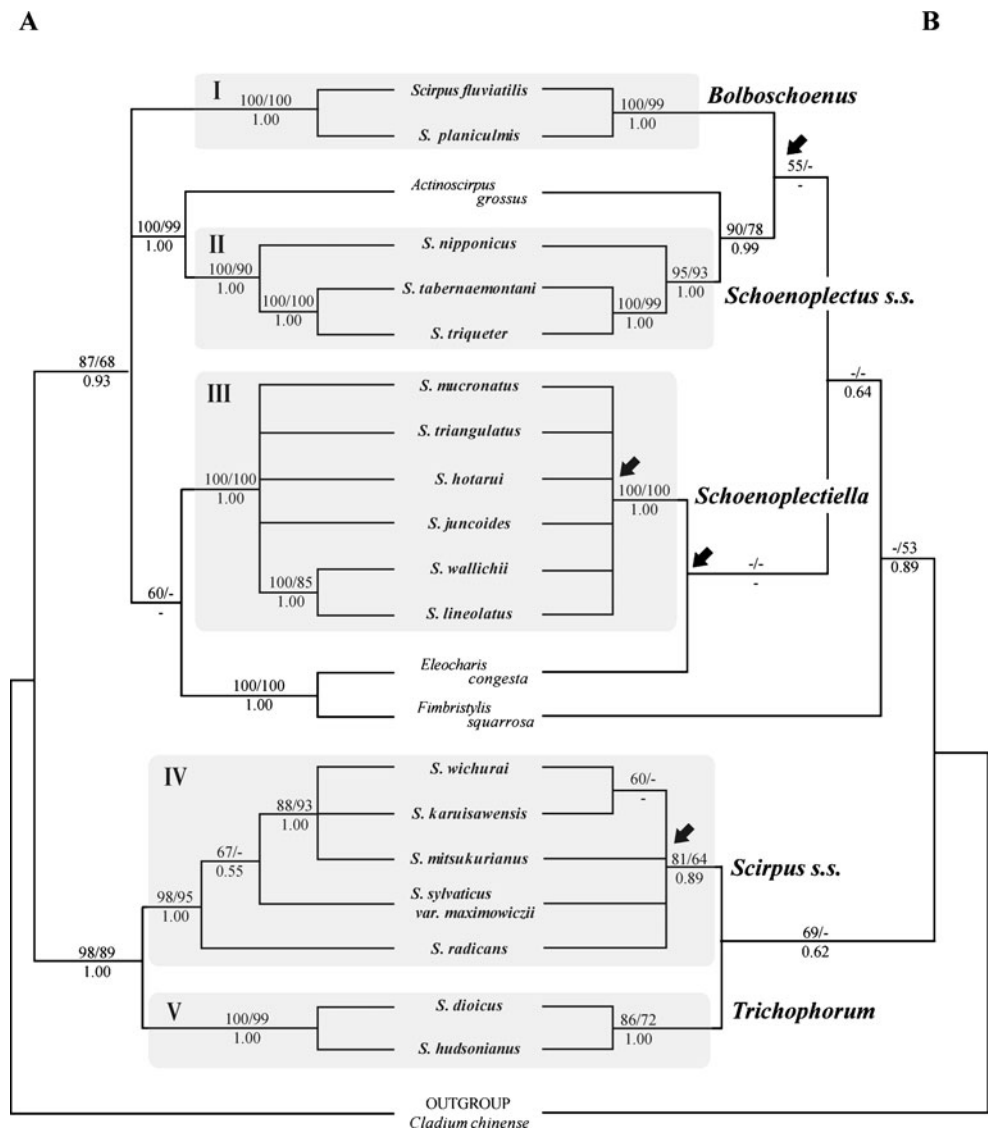 A
B
I
100/100
1.00
Scirpus fluviatilis
S. planiculmis
100/99
1.00
Bolboschoenus
55/-
-
Actinoscirpus
grossus
100/99
1.00
90/78
0.99
II
100/90
1.00
100/100
1.00
S. nipponicus
S. tabernaemontani
S. triqueter
95/93
1.00
100/99
1.00
Schoenoplectus s.s.
87/68
0.93
-/-
0.64
III
100/100
1.00
S. mucronatus
S. triangulatus
S. hotarui
S. juncoides
S. wallichii
S. lineolatus
100/85
1.00
100/100
1.00
Schoenoplectiella
-/-
-
-/53
0.89
60/-
-
100/100
1.00
Eleocharis
congesta
Fimbristylis
squarrosa
IV
88/93
1.00
67/-
0.55
98/95
1.00
S. wichurai
S. karuisawensis
S. mitsukurianus
S. sylvaticus
var. maximowiczii
S. radicans
60/-
-
81/64
0.89
Scirpus s.s.
69/-
0.62
98/89
1.00
V
100/99
1.00
S. dioicus
S. hudsonianus
86/72
1.00
Trichophorum
OUTGROUP
Cladium chinense